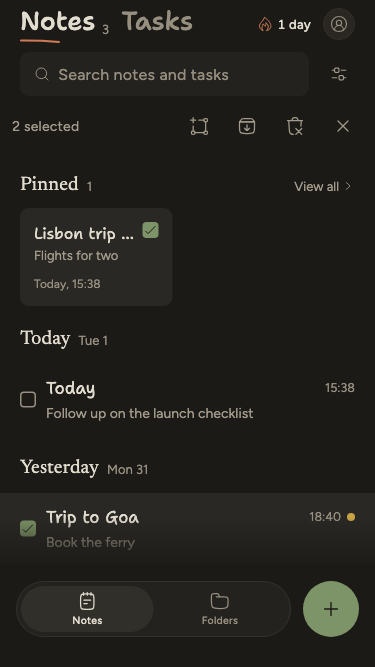 Notes 3 Tasks
1 day
Search notes and tasks
2 selected
Pinned 1
View all
Lisbon trip ...
Flights for two
Today, 15:38
Today Tue 1
Today
15:38
Follow up on the launch checklist
Yesterday Mon 31
Trip to Goa
18:40
Book the ferry
Notes
Folders